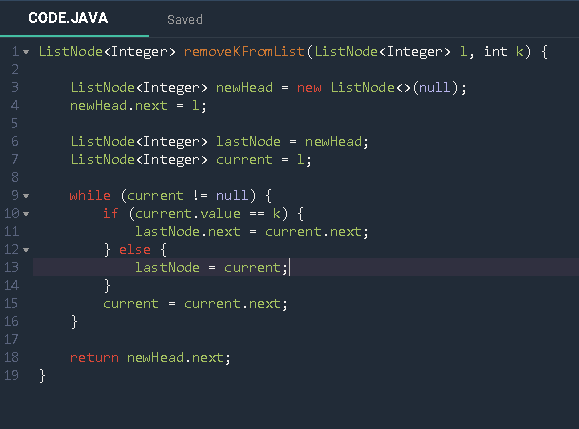 CODE.JAVA Saved
1 ListNode<Integer> removeKFromList(ListNode<Integer> l, int k) {
2
3 ListNode<Integer> newHead = new ListNode<>(null);
4 newHead.next = l;
5
6 ListNode<Integer> lastNode = newHead;
7 ListNode<Integer> current = l;
8
9 while (current != null) {
10 if (current.value == k) {
11 lastNode.next = current.next;
12 } else {
13 lastNode = current;
14 }
15 current = current.next;
16 }
17
18 return newHead.next;
19 }